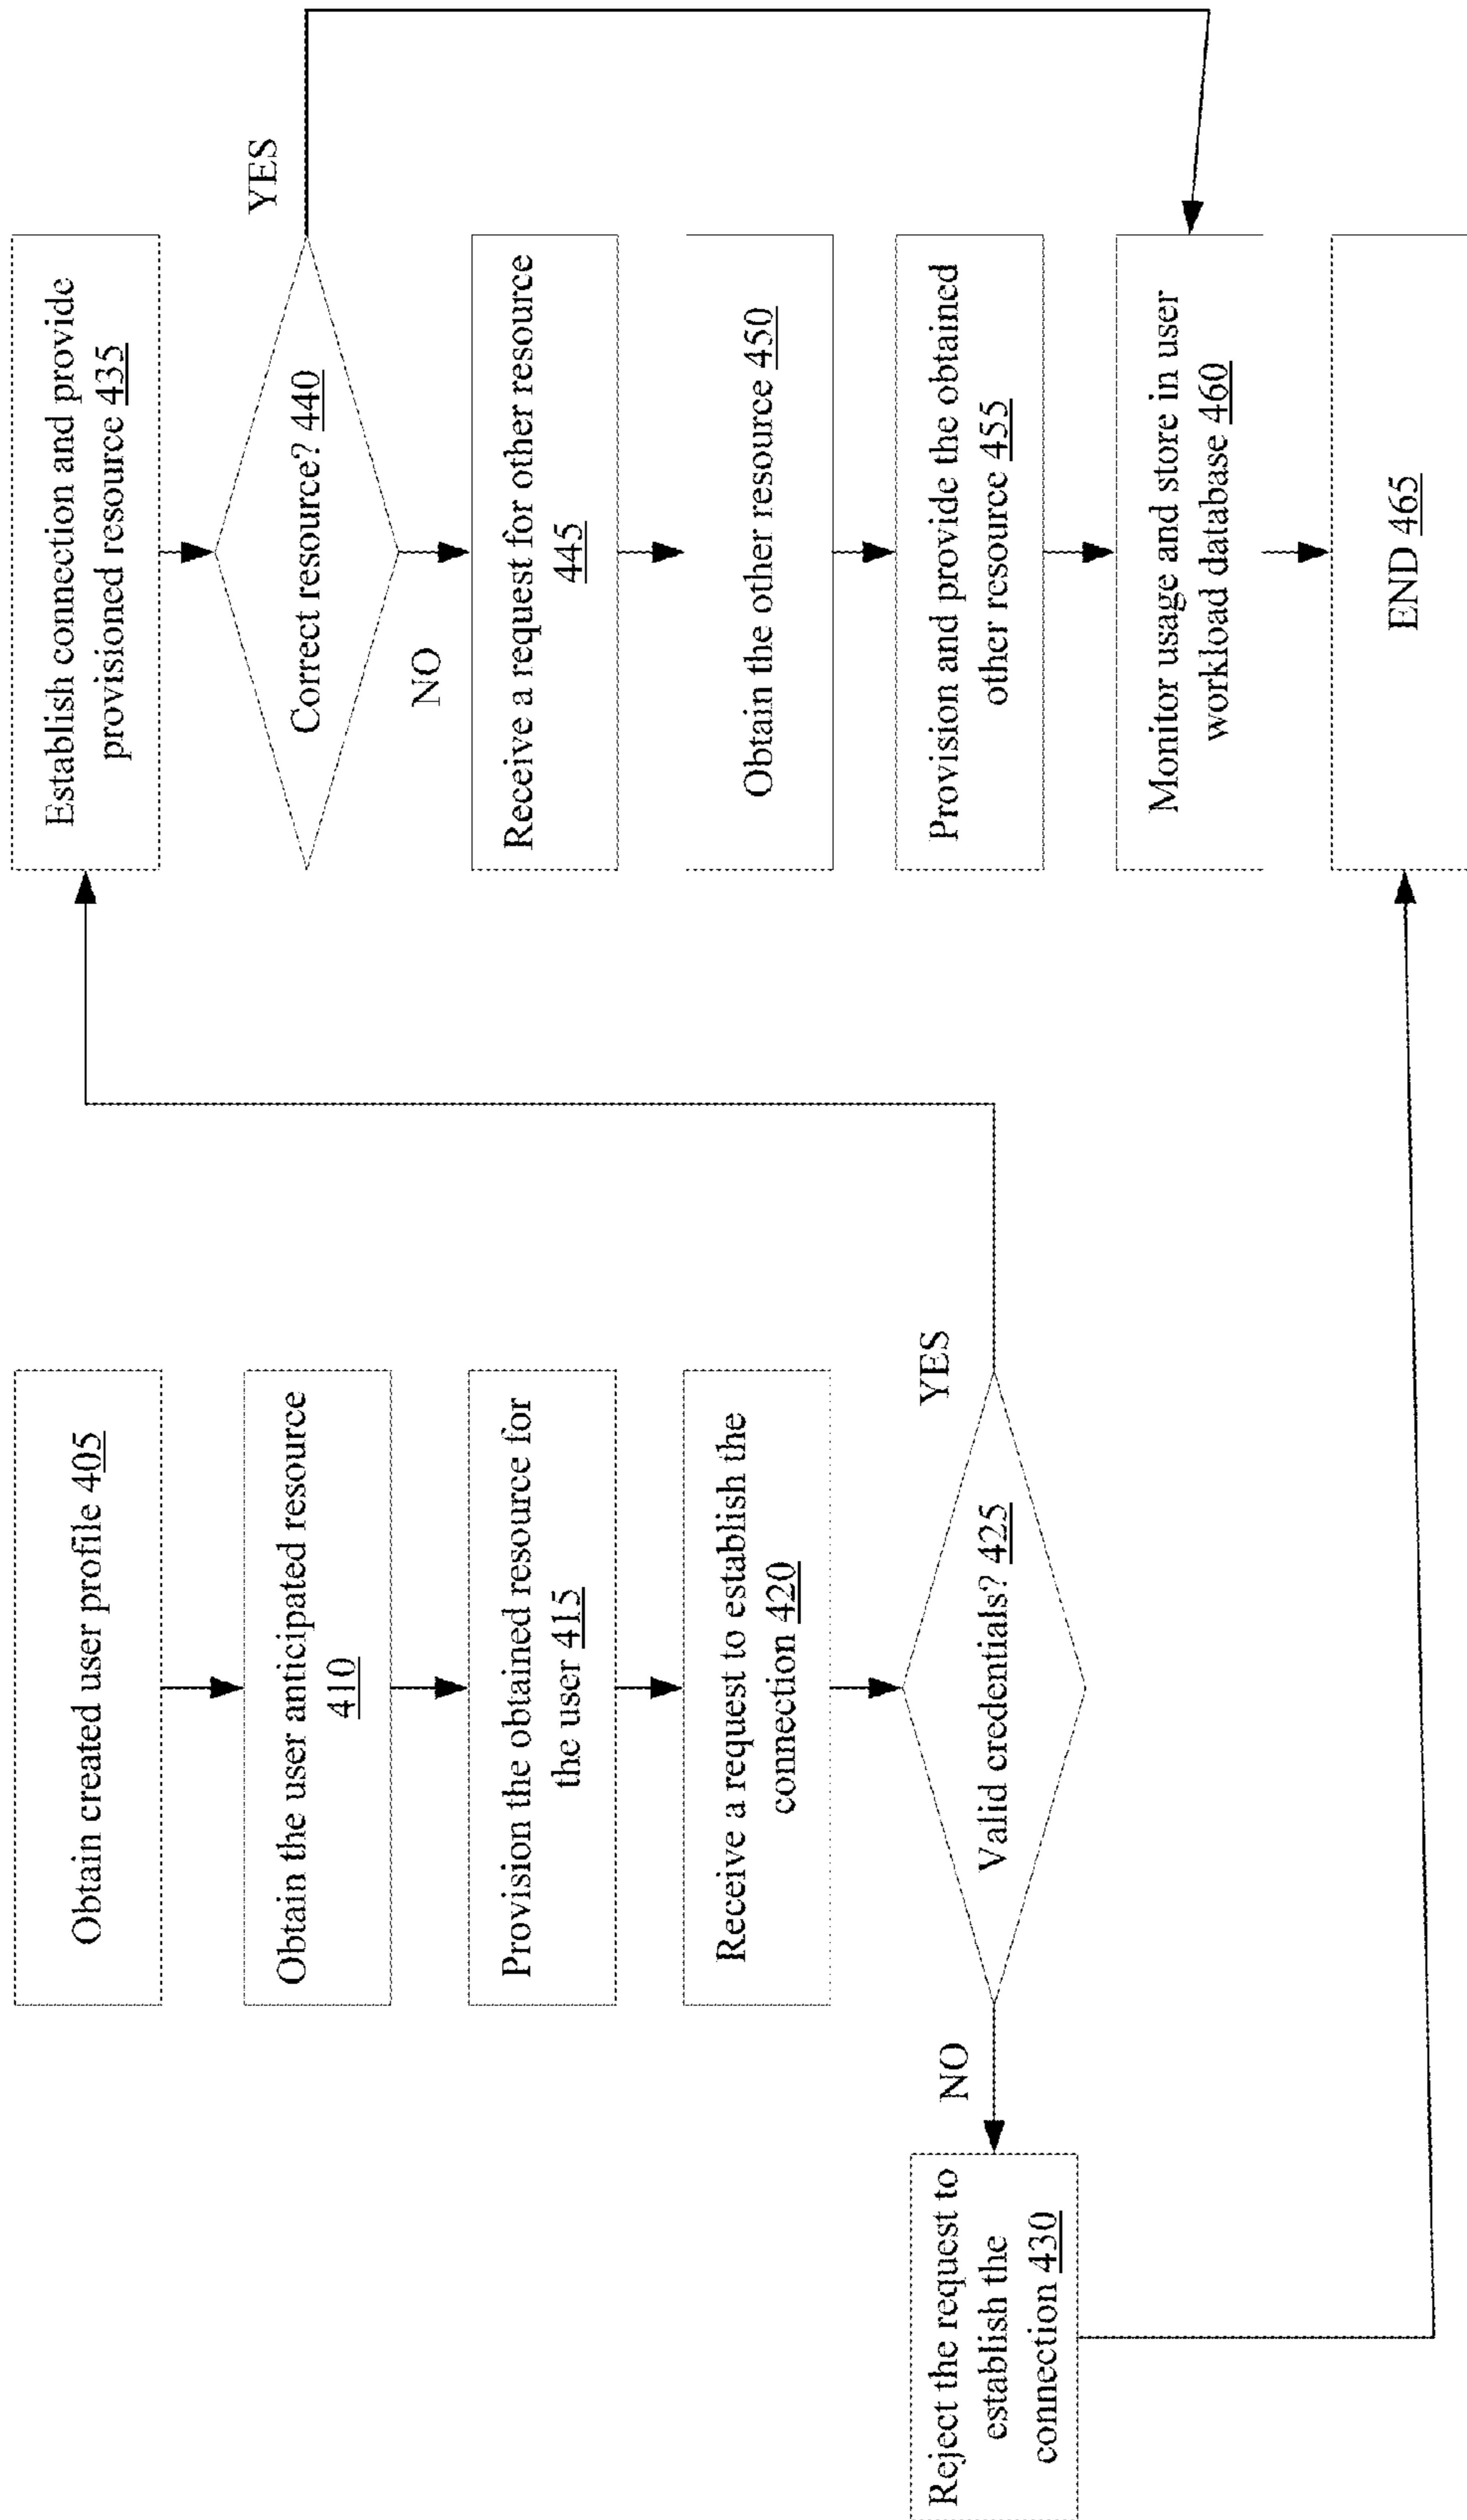 Obtain created user profile 405
Obtain the user anticipated resource
410
Provision the obtained resource for
the user 415
Receive a request to establish the
connection 420
Valid credentials? 425
YES
NO
Reject the request to
establish the
connection 430
Establish connection and provide
provisioned resource 435
Correct resource? 440
YES
NO
Receive a request for other resource
445
Obtain the other resource 450
Provision and provide the obtained
other resource 455
Monitor usage and store in user
workload database 460
END 465